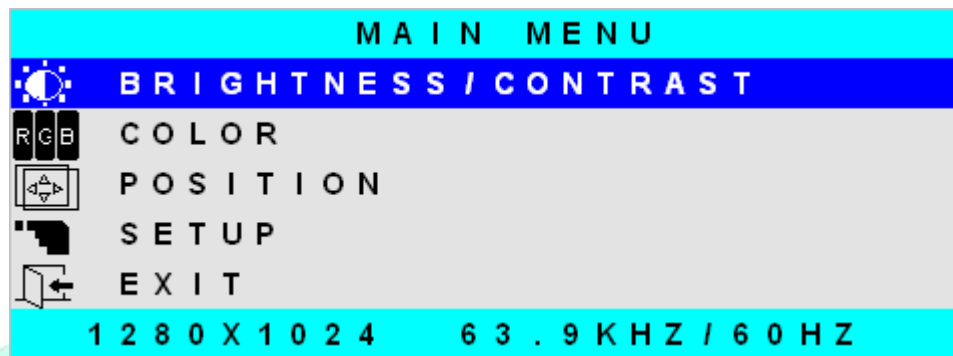 MAIN MENU
BRIGHTNESS/CONTRAST
RGB COLOR
POSITION
SETUP
EXIT
1280X1024 63.9KHZ/60HZ